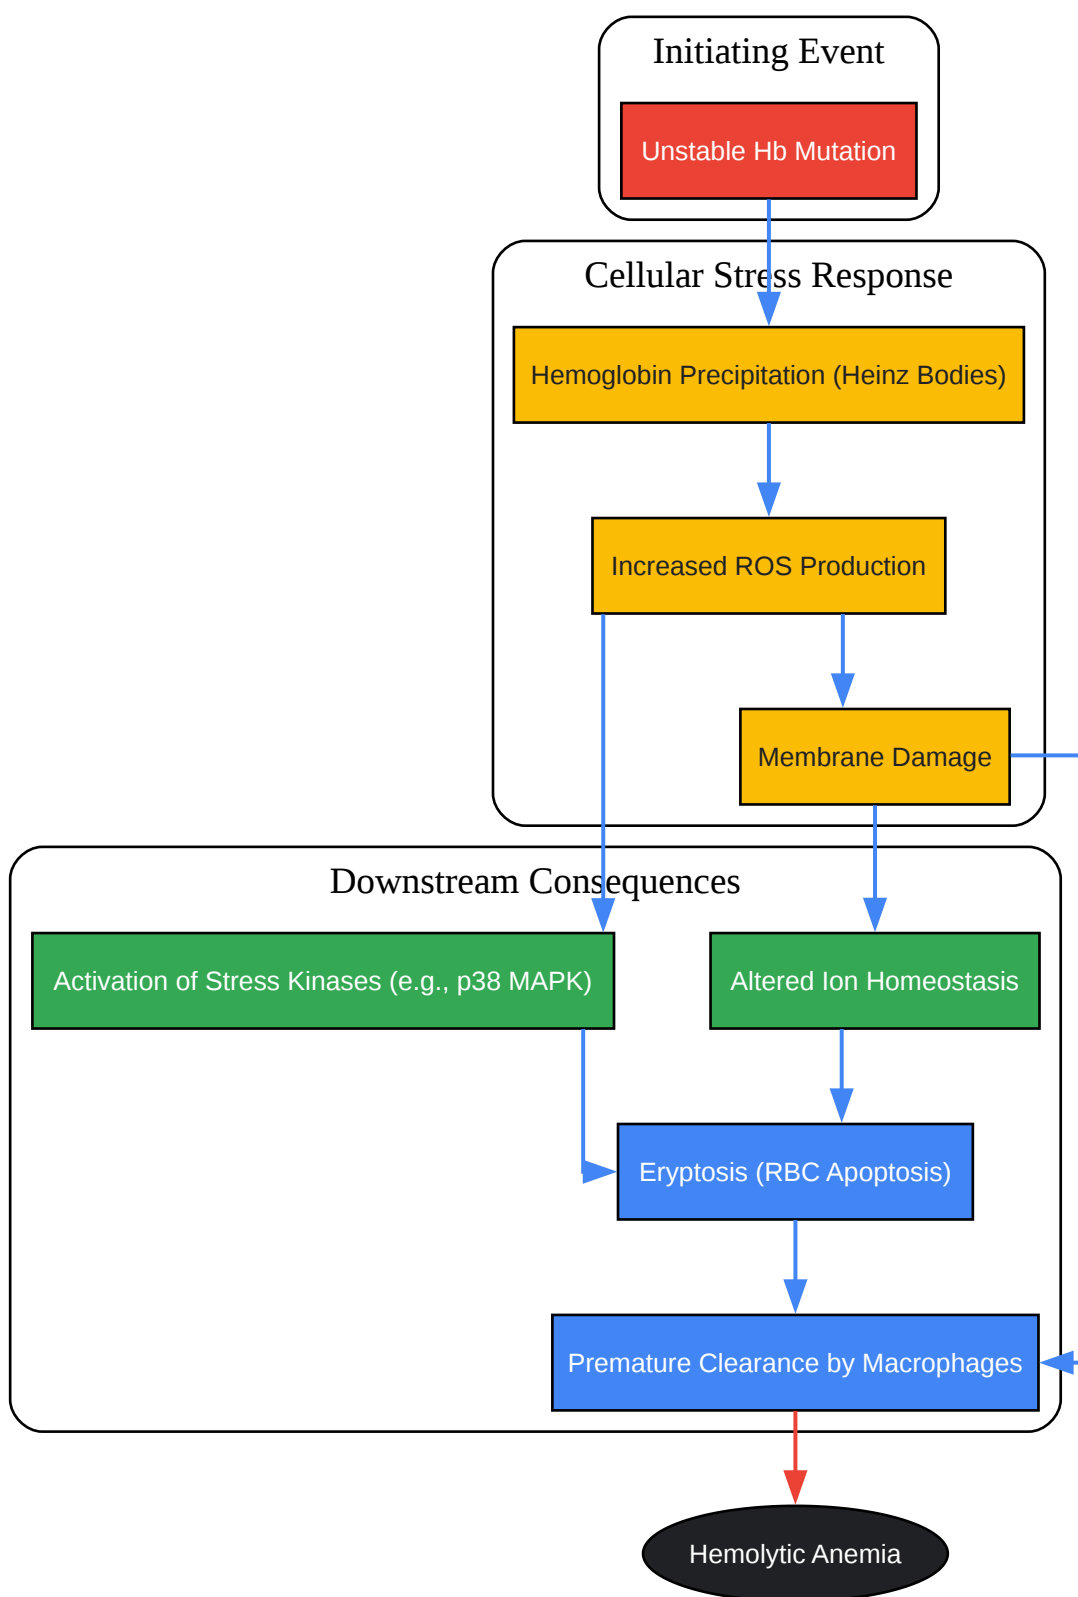 Initiating Event
Unstable Hb Mutation
Cellular Stress Response
Hemoglobin Precipitation (Heinz Bodies)
Increased ROS Production
Membrane Damage
Downstream Consequences
Activation of Stress Kinases (e.g., p38 MAPK)
Altered Ion Homeostasis
Eryptosis (RBC Apoptosis)
Premature Clearance by Macrophages
Hemolytic Anemia